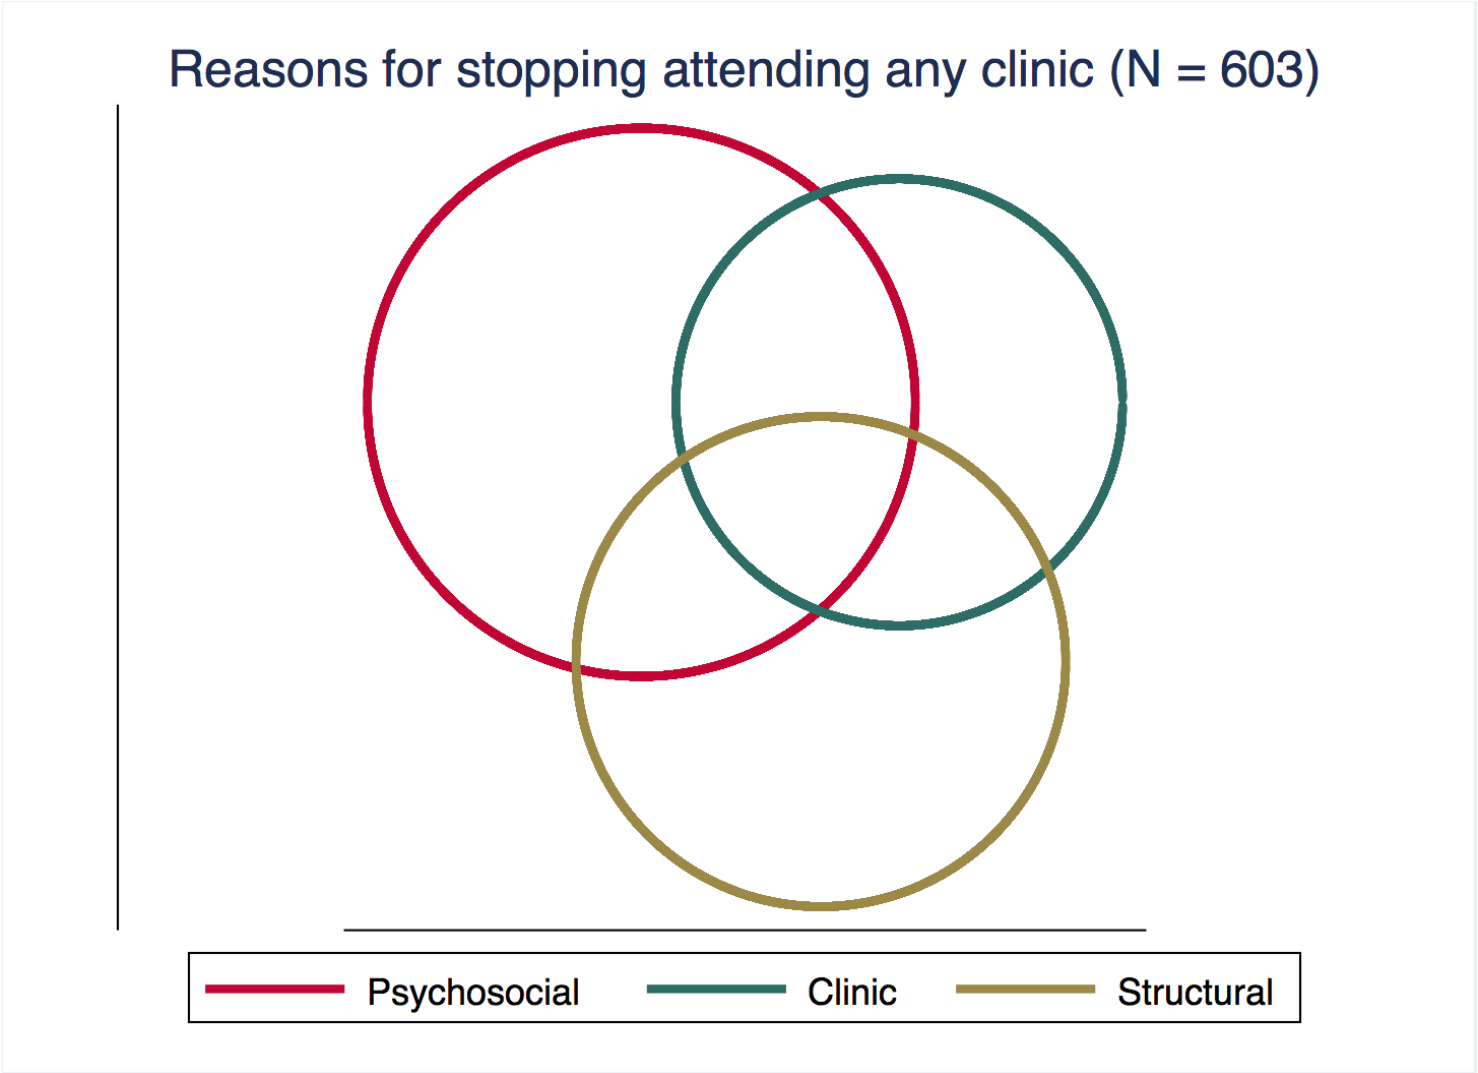 Reasons for stopping attending any clinic (N = 603)
Psychosocial Clinic Structural